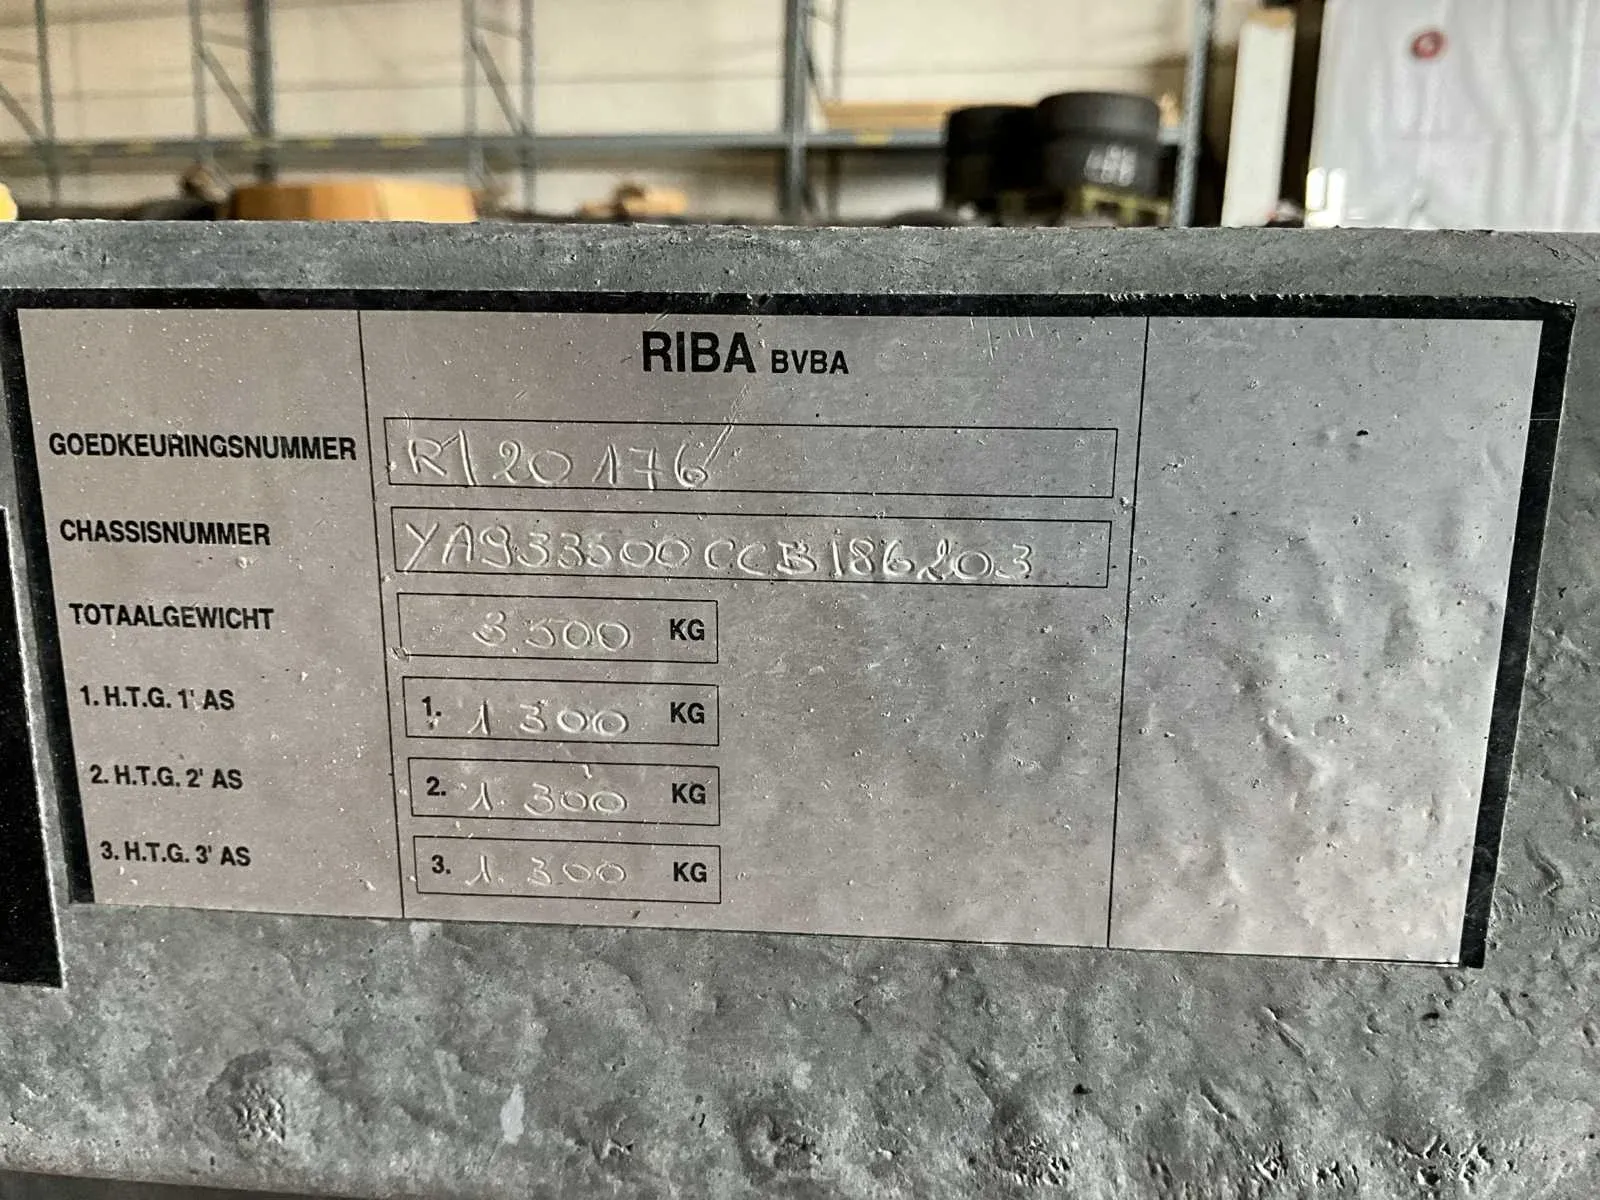 RIBA BVBA
GOEDKEURINGSNUMMER R120176
CHASSISNUMMER YA933500CCB186203
TOTAALGEWICHT 3.500 KG
1. H.T.G. 1' AS 1. 1.300 KG
2. H.T.G. 2' AS 2. 1.300 KG
3. H.T.G. 3' AS 3. 1.300 KG